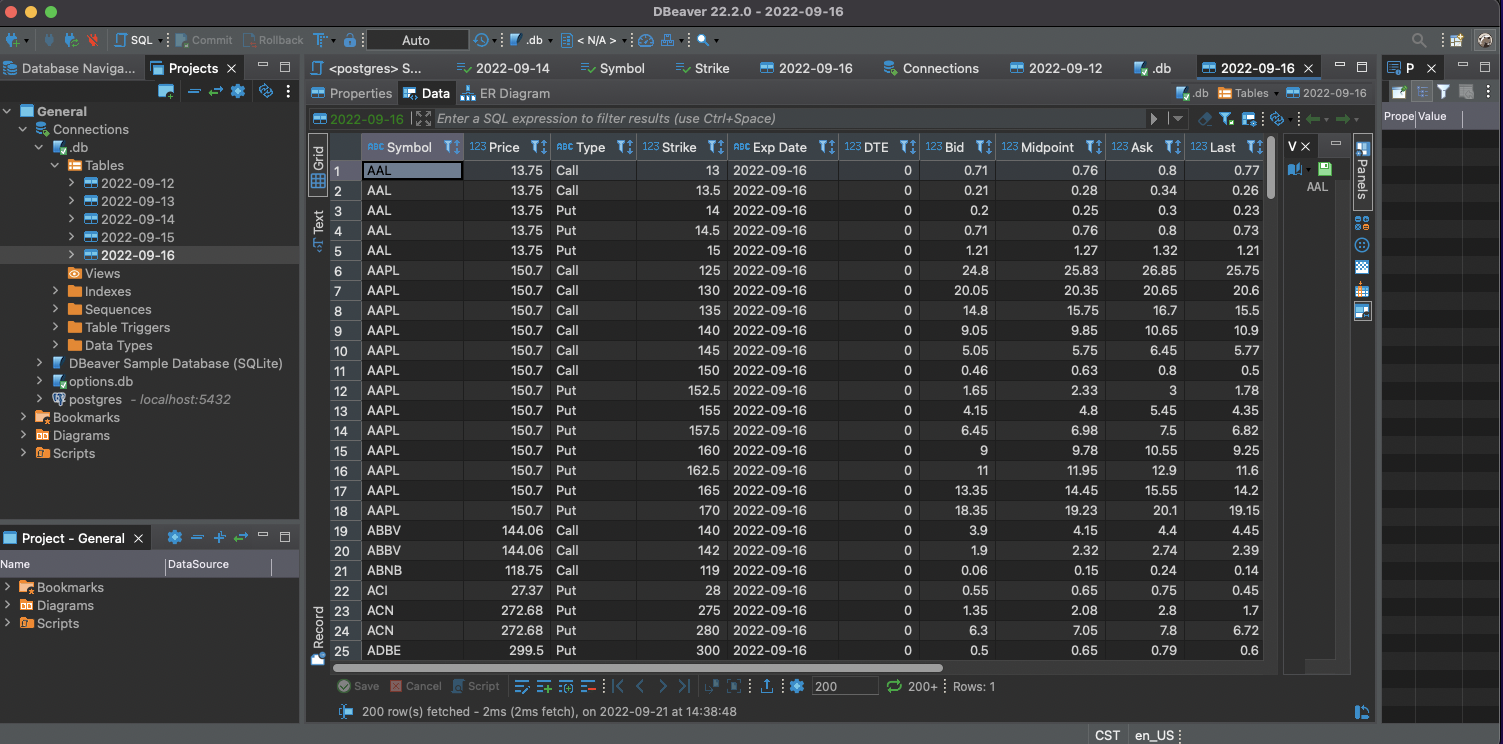 DBeaver 22.2.0 - 2022-09-16
SQL Commit Rollback Auto .db < N/A >
Database Naviga... Projects
<postgres> S... 2022-09-14 Symbol Strike 2022-09-16 Connections 2022-09-12 .db 2022-09-16 P
Properties Data ER Diagram .db Tables 2022-09-16
2022-09-16 Enter a SQL expression to filter results (use Ctrl+Space)
Prope Value
General
Connections
.db
Tables
2022-09-12
2022-09-13
2022-09-14
2022-09-15
2022-09-16
Views
Indexes
Sequences
Table Triggers
Data Types
DBeaver Sample Database (SQLite)
options.db
postgres - localhost:5432
Bookmarks
Diagrams
Scripts
Project - General
Name DataSource
Bookmarks
Diagrams
Scripts
Grid
Text
Record
ABC Symbol 123 Price ABC Type 123 Strike ABC Exp Date 123 DTE 123 Bid 123 Midpoint 123 Ask 123 Last
1 AAL 13.75 Call 13 2022-09-16 0 0.71 0.76 0.8 0.77
2 AAL 13.75 Call 13.5 2022-09-16 0 0.21 0.28 0.34 0.26
3 AAL 13.75 Put 14 2022-09-16 0 0.2 0.25 0.3 0.23
4 AAL 13.75 Put 14.5 2022-09-16 0 0.71 0.76 0.8 0.73
5 AAL 13.75 Put 15 2022-09-16 0 1.21 1.27 1.32 1.21
6 AAPL 150.7 Call 125 2022-09-16 0 24.8 25.83 26.85 25.75
7 AAPL 150.7 Call 130 2022-09-16 0 20.05 20.35 20.65 20.6
8 AAPL 150.7 Call 135 2022-09-16 0 14.8 15.75 16.7 15.5
9 AAPL 150.7 Call 140 2022-09-16 0 9.05 9.85 10.65 10.9
10 AAPL 150.7 Call 145 2022-09-16 0 5.05 5.75 6.45 5.77
11 AAPL 150.7 Call 150 2022-09-16 0 0.46 0.63 0.8 0.5
12 AAPL 150.7 Put 152.5 2022-09-16 0 1.65 2.33 3 1.78
13 AAPL 150.7 Put 155 2022-09-16 0 4.15 4.8 5.45 4.35
14 AAPL 150.7 Put 157.5 2022-09-16 0 6.45 6.98 7.5 6.82
15 AAPL 150.7 Put 160 2022-09-16 0 9 9.78 10.55 9.25
16 AAPL 150.7 Put 162.5 2022-09-16 0 11 11.95 12.9 11.6
17 AAPL 150.7 Put 165 2022-09-16 0 13.35 14.45 15.55 14.2
18 AAPL 150.7 Put 170 2022-09-16 0 18.35 19.23 20.1 19.15
19 ABBV 144.06 Call 140 2022-09-16 0 3.9 4.15 4.4 4.45
20 ABBV 144.06 Call 142 2022-09-16 0 1.9 2.32 2.74 2.39
21 ABNB 118.75 Call 119 2022-09-16 0 0.06 0.15 0.24 0.14
22 ACI 27.37 Put 28 2022-09-16 0 0.55 0.65 0.75 0.45
23 ACN 272.68 Put 275 2022-09-16 0 1.35 2.08 2.8 1.7
24 ACN 272.68 Put 280 2022-09-16 0 6.3 7.05 7.8 6.72
25 ADBE 299.5 Put 300 2022-09-16 0 0.5 0.65 0.79 0.6
V
AAL
Panels
Save Cancel Script 200 200+ Rows: 1
200 row(s) fetched - 2ms (2ms fetch), on 2022-09-21 at 14:38:48
CST en_US